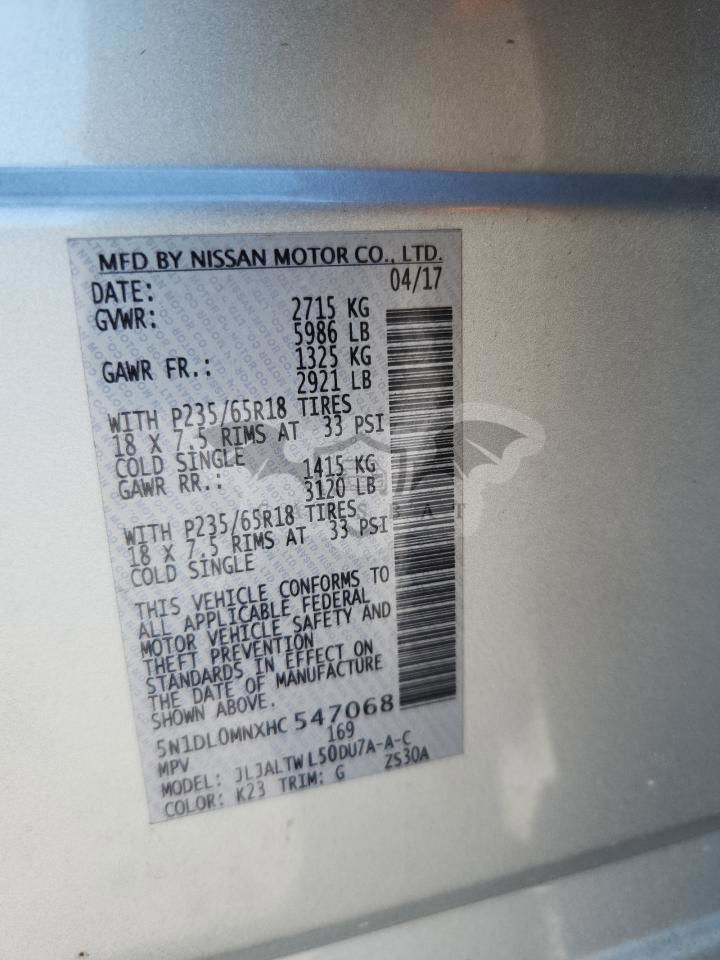 MFD BY NISSAN MOTOR CO., LTD.
DATE: 04/17
GVWR: 2715 KG
5986 LB
GAWR FR.: 1325 KG
2921 LB
WITH P235/65R18 TIRES
18 X 7.5 RIMS AT 33 PSI
COLD SINGLE
GAWR RR.: 1415 KG
3120 LB
WITH P235/65R18 TIRES
18 X 7.5 RIMS AT 33 PSI
COLD SINGLE
THIS VEHICLE CONFORMS TO
ALL APPLICABLE FEDERAL
MOTOR VEHICLE SAFETY AND
THEFT PREVENTION
STANDARDS IN EFFECT ON
THE DATE OF MANUFACTURE
SHOWN ABOVE.
5N1DL0MNXHC547068
MPV 169
MODEL: JLJALTWL50DU7A-A-C
COLOR: K23 TRIM: G ZS30A